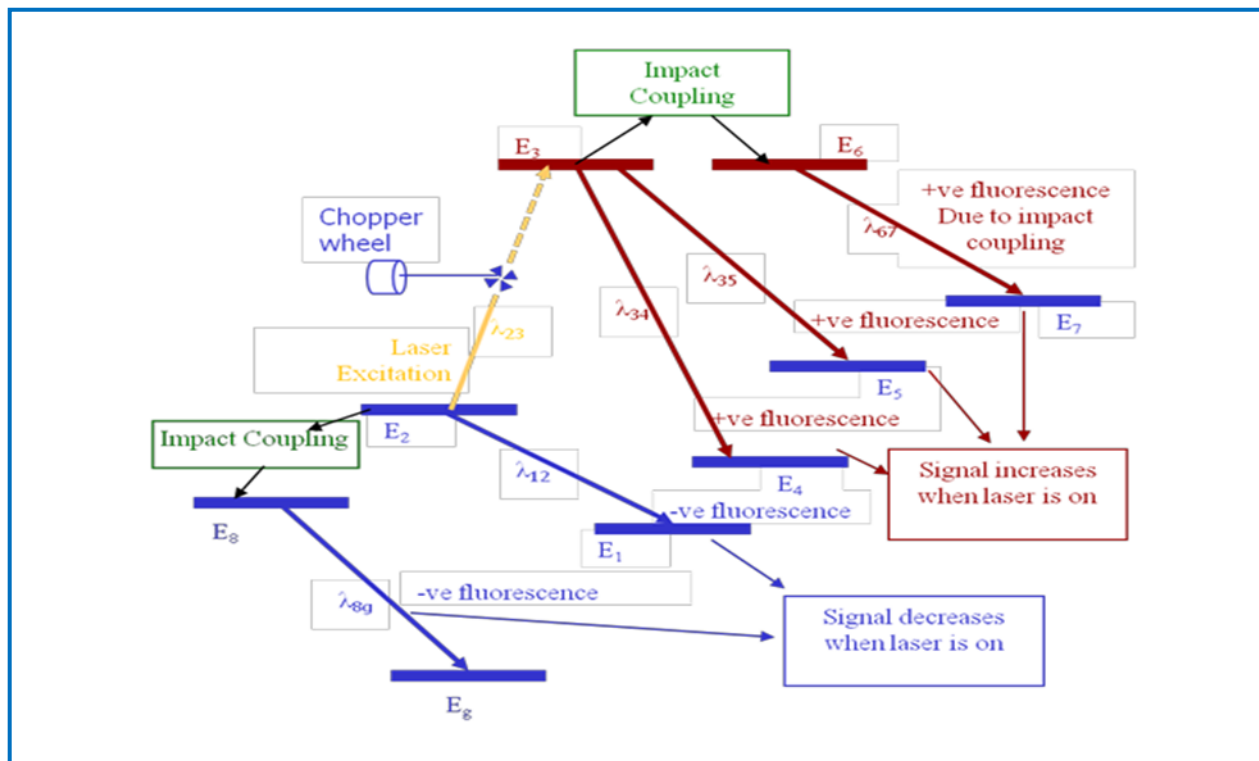 Impact
Coupling
E₃
E₆
+ve fluorescence
Due to impact
coupling
Chopper
wheel
λ₆₇
λ₃₅
λ₃₄
+ve fluorescence
E₇
λ₂₃
Laser
Excitation
E₅
+ve fluorescence
E₂
Impact Coupling
λ₁₂
E₄
Signal increases
when laser is on
-ve fluorescence
E₈
E₁
λ₈g
-ve fluorescence
Signal decreases
when laser is on
Eg